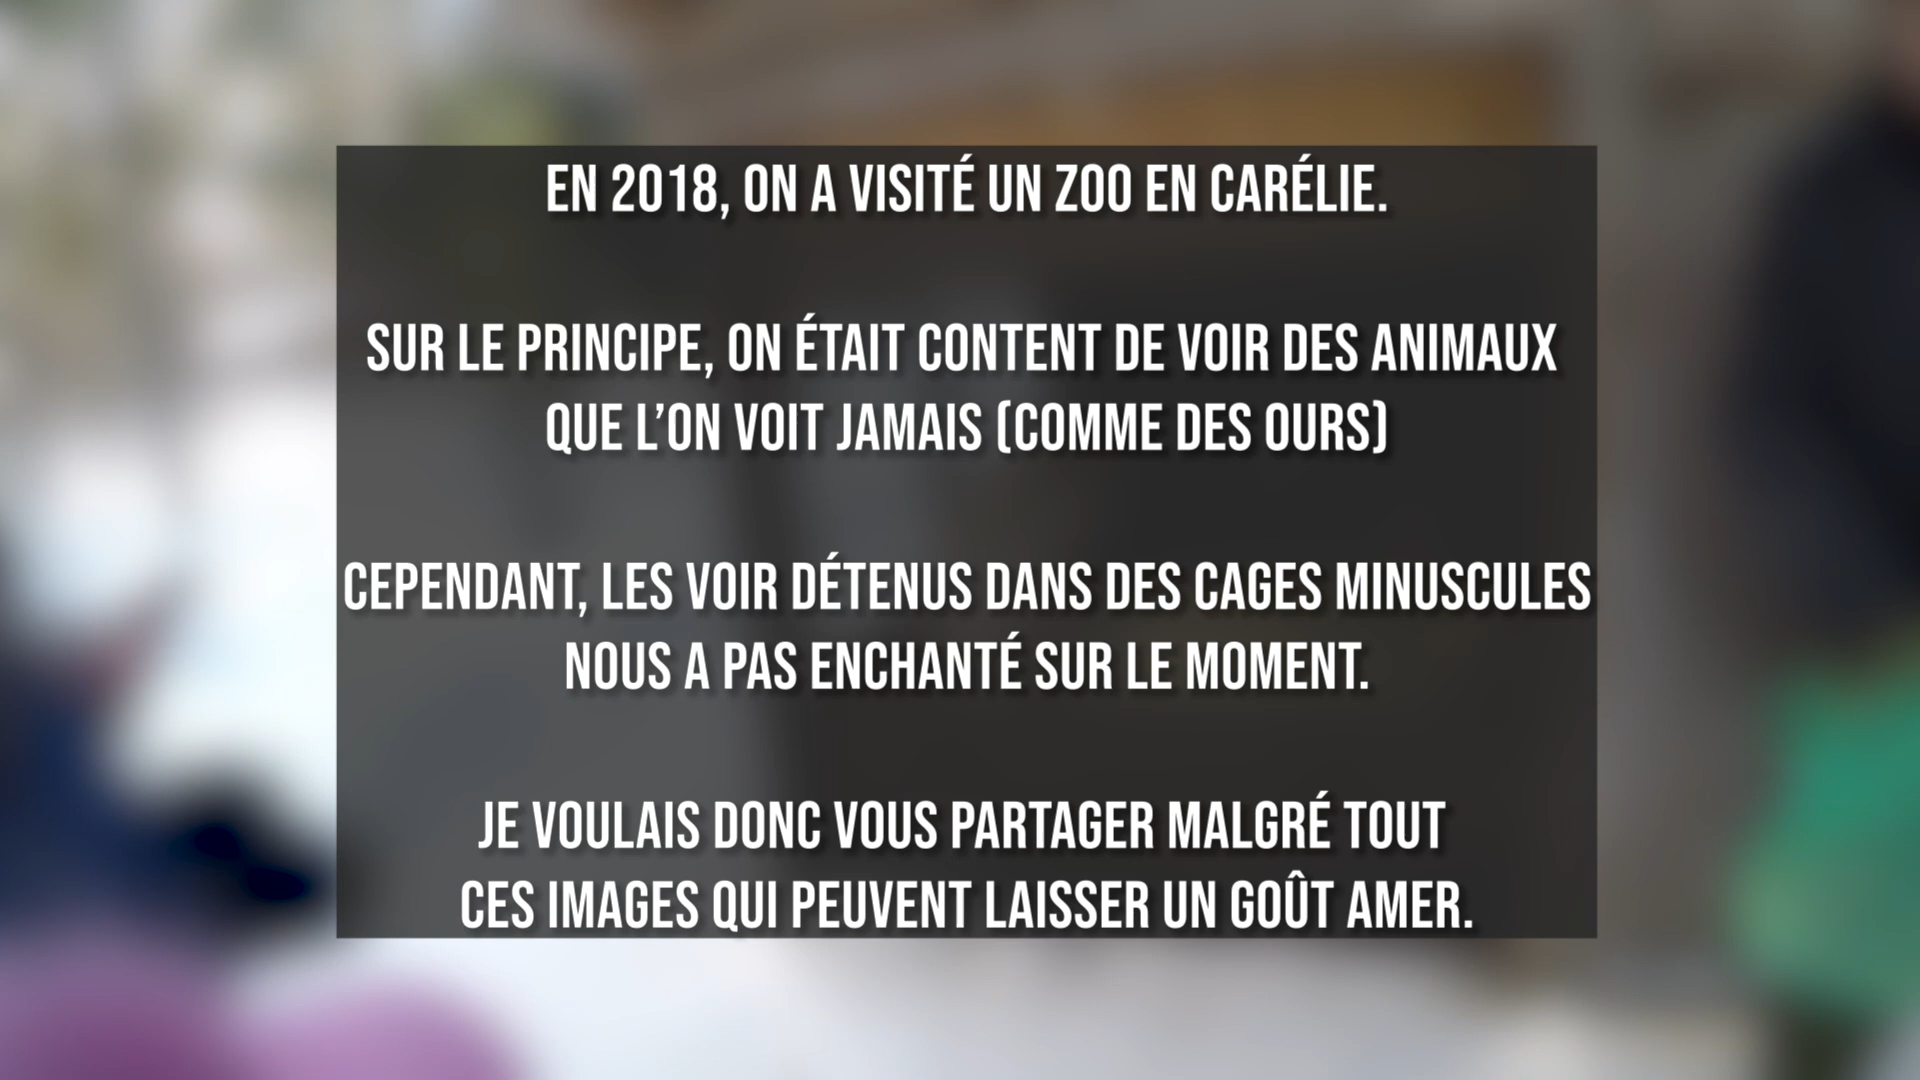 EN 2018, ON A VISITÉ UN ZOO EN CARÉLIE.
SUR LE PRINCIPE, ON ÉTAIT CONTENT DE VOIR DES ANIMAUX
QUE L’ON VOIT JAMAIS (COMME DES OURS)
CEPENDANT, LES VOIR DÉTENUS DANS DES CAGES MINUSCULES
NOUS A PAS ENCHANTÉ SUR LE MOMENT.
JE VOULAIS DONC VOUS PARTAGER MALGRÉ TOUT
CES IMAGES QUI PEUVENT LAISSER UN GOÛT AMER.